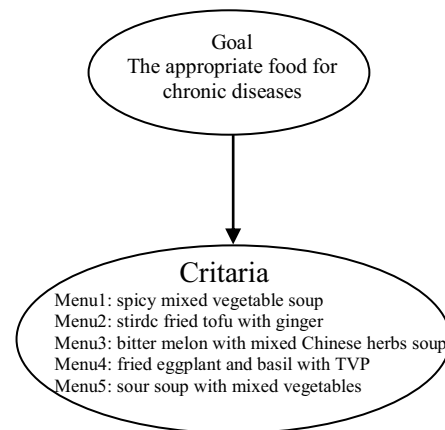 Goal
The appropriate food for
chronic diseases
Critaria
Menu1: spicy mixed vegetable soup
Menu2: stirdc fried tofu with ginger
Menu3: bitter melon with mixed Chinese herbs soup
Menu4: fried eggplant and basil with TVP
Menu5: sour soup with mixed vegetables